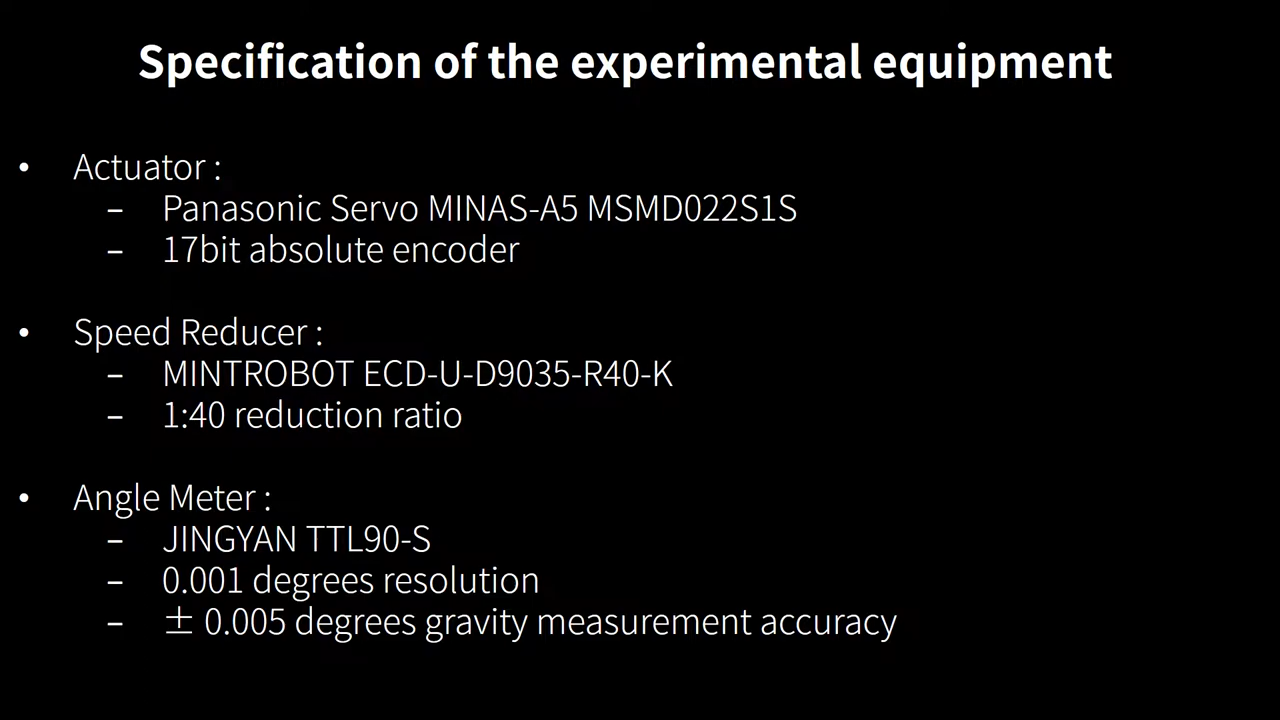 Specification of the experimental equipment
• Actuator :
– Panasonic Servo MINAS-A5 MSMD022S1S
– 17bit absolute encoder
• Speed Reducer :
– MINTROBOT ECD-U-D9035-R40-K
– 1:40 reduction ratio
• Angle Meter :
– JINGYAN TTL90-S
– 0.001 degrees resolution
– ± 0.005 degrees gravity measurement accuracy